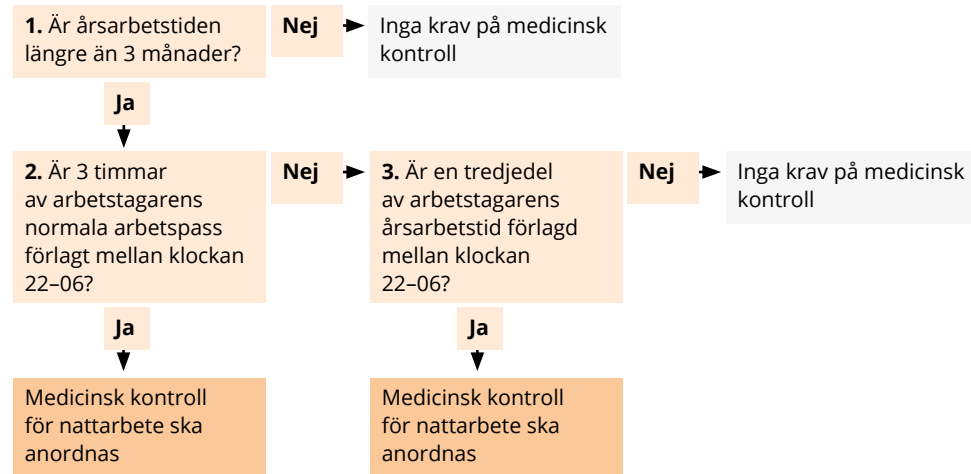 1. Är årsarbetstiden
längre än 3 månader?
Nej
Inga krav på medicinsk
kontroll
Ja
2. Är 3 timmar
av arbetstagarens
normala arbetspass
förlagt mellan klockan
22–06?
Nej
3. Är en tredjedel
av arbetstagarens
årsarbetstid förlagd
mellan klockan
22–06?
Nej
Inga krav på medicinsk
kontroll
Ja
Ja
Medicinsk kontroll
för nattarbete ska
anordnas
Medicinsk kontroll
för nattarbete ska
anordnas